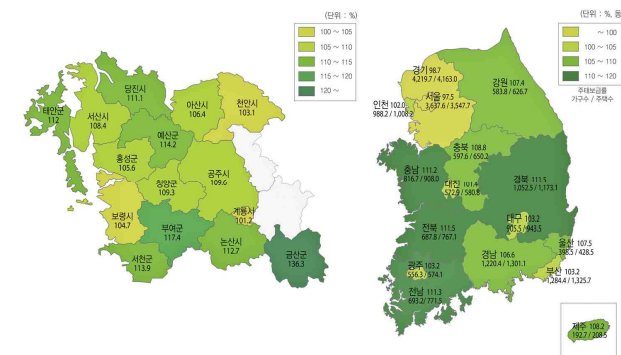 (단위 : %)
100 ~ 105
105 ~ 110
110 ~ 115
115 ~ 120
120 ~
당진시
111.1
태안군
112
서산시
108.4
아산시
106.4
천안시
103.1
예산군
114.2
홍성군
105.6
청양군
109.3
공주시
109.6
보령시
104.7
부여군
117.4
계룡시
101.2
논산시
112.7
서천군
113.9
금산군
136.3
(단위 : %, 동
~ 100
100 ~ 105
105 ~ 110
110 ~ 115
115 ~ 120
주택보급률
가구수 / 주택수
경기 98.7
4,219.7 / 4,163.0
강원 107.4
583.8 / 626.7
인천 102.0
988.2 / 1,008.2
서울 97.5
3,637.6 / 3,547.7
충북 108.8
597.6 / 650.2
충남 111.2
816.7 / 908.0
대전 101.4
572.9 / 580.8
경북 111.5
1,052.5 / 1,173.1
전북 111.5
687.8 / 767.1
대구 103.2
905.5 / 943.5
울산 107.5
398.5 / 428.5
경남 106.6
1,220.4 / 1,301.1
광주 103.2
556.3 / 574.1
부산 103.2
1,284.4 / 1,325.7
전남 111.3
693.2/ 771.5
제주 108.2
192.7 / 208.5